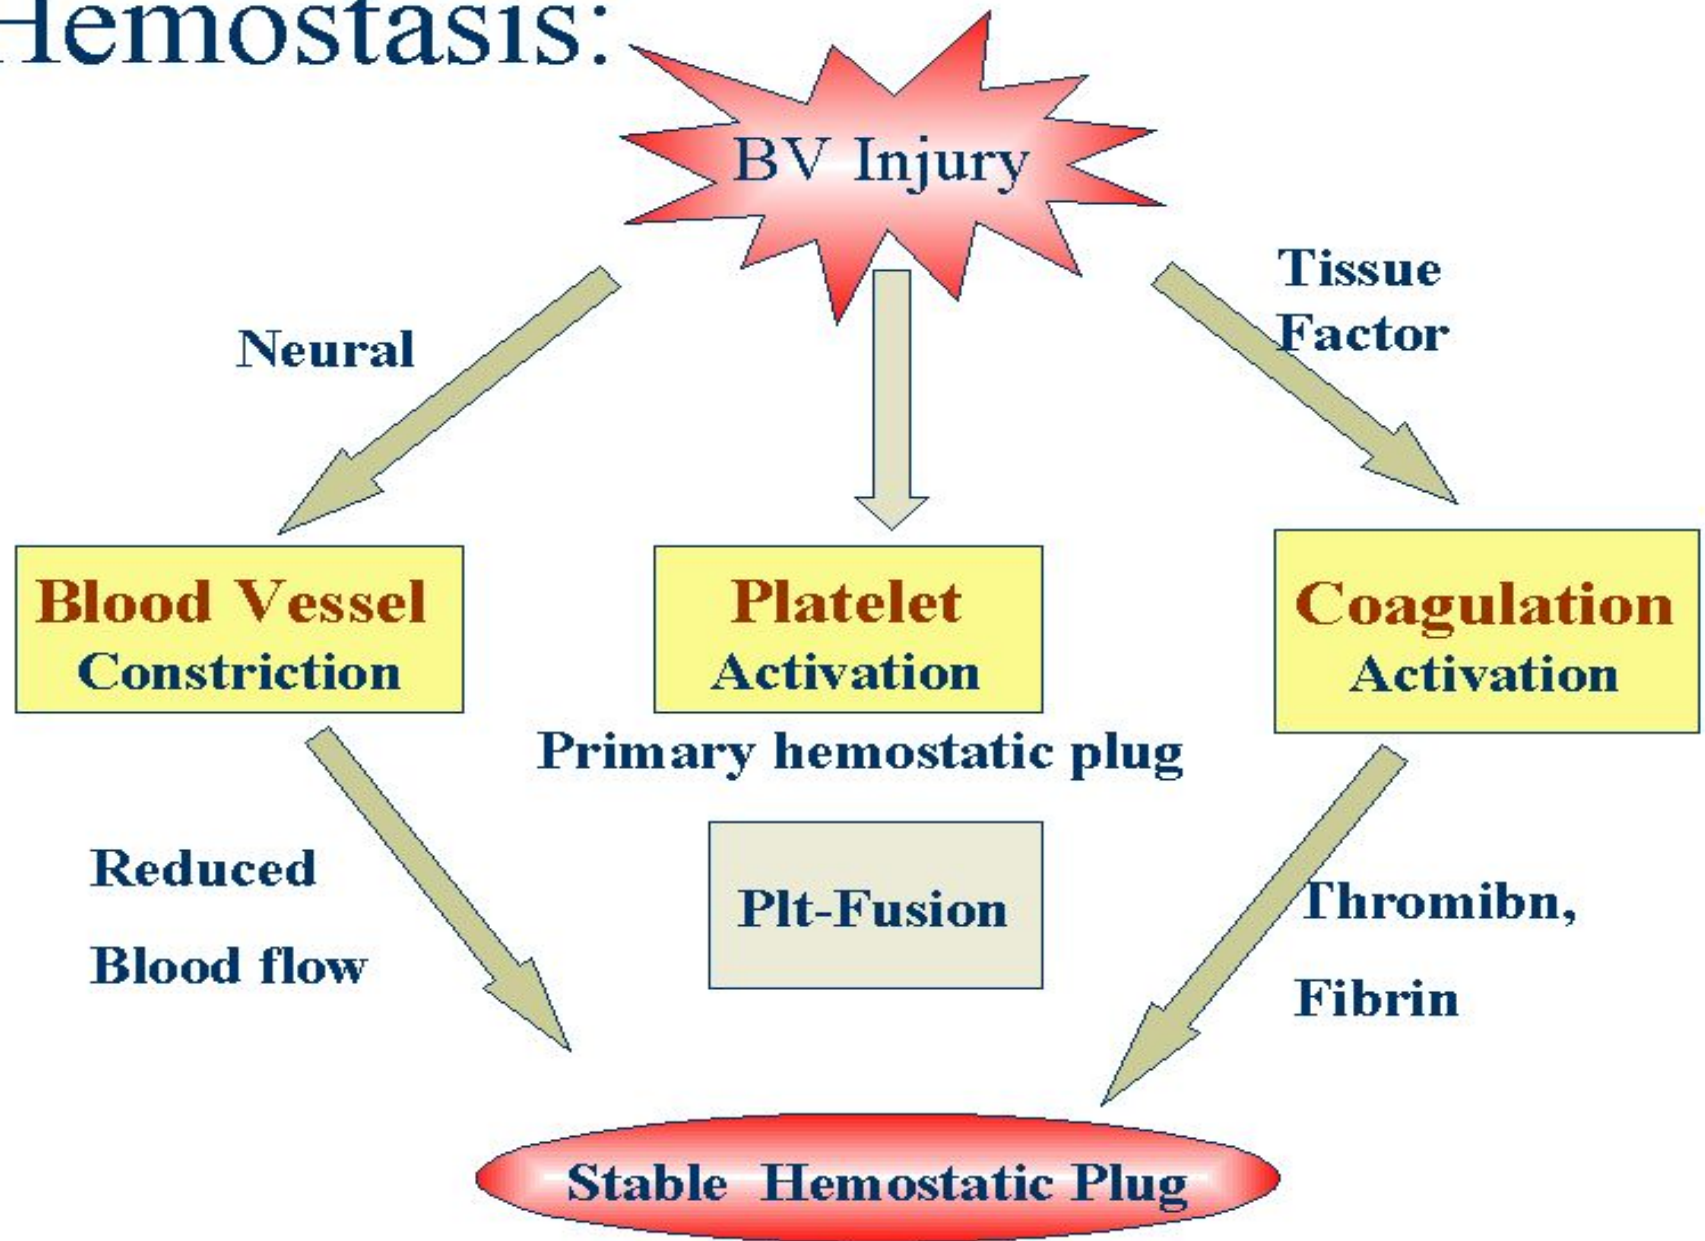 Hemostasis:
BV Injury
Neural
Tissue
Factor
Blood Vessel
Constriction
Platelet
Activation
Coagulation
Activation
Primary hemostatic plug
Reduced
Blood flow
Plt-Fusion
Thromibn,
Fibrin
Stable Hemostatic Plug